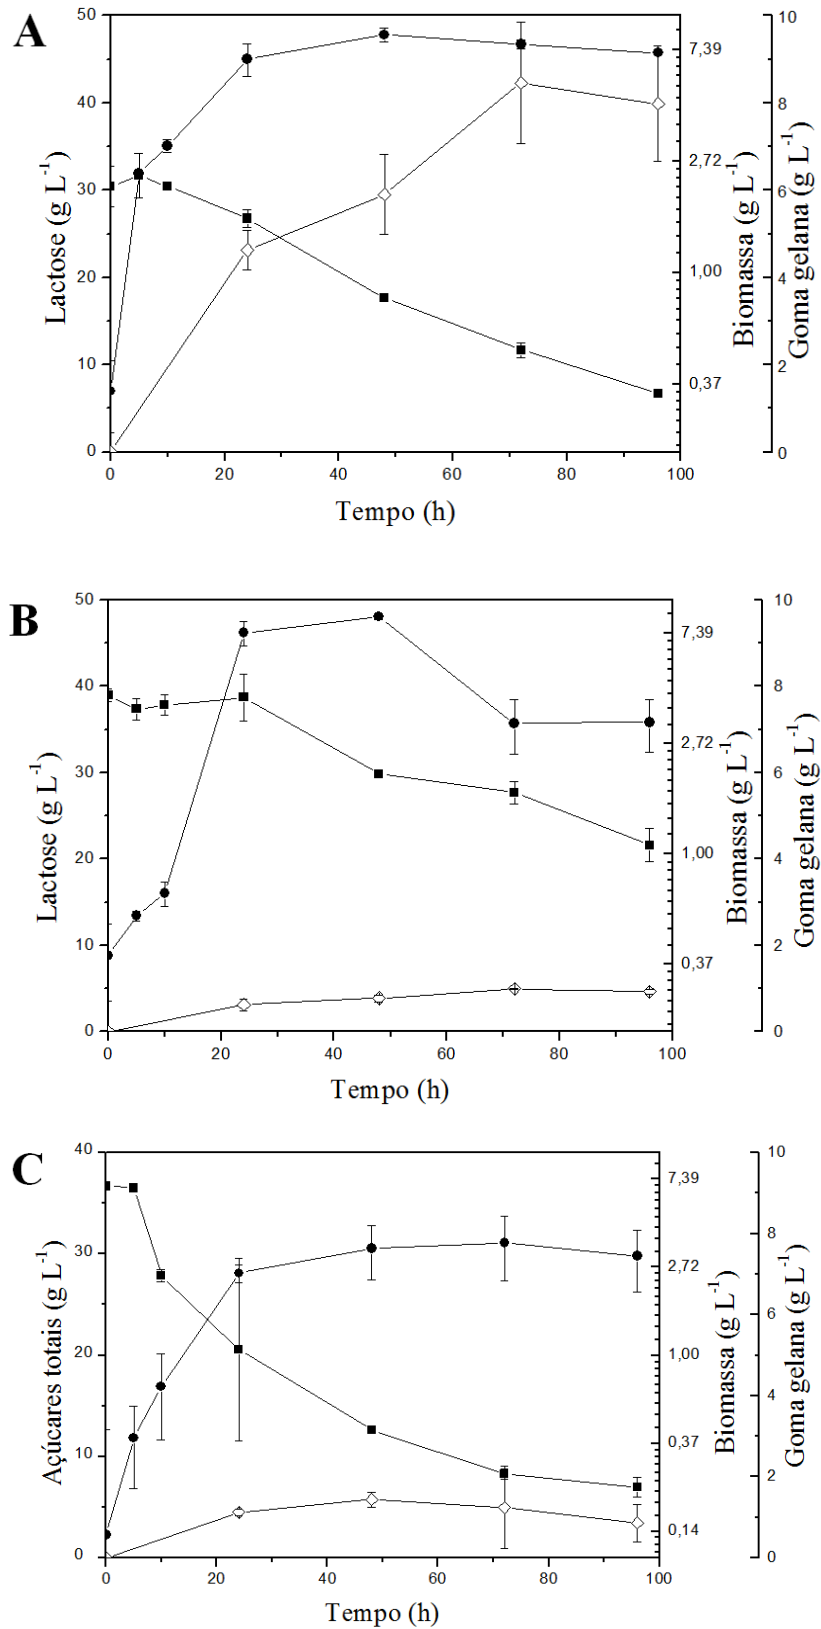 A
50
40
30
20
10
0
Lactose (g L⁻¹)
0 20 40 60 80 100
Tempo (h)
7,39
2,72
1,00
0,37
Biomassa (g L⁻¹)
10
8
6
4
2
0
Goma gelana (g L⁻¹)
B
50
40
30
20
10
0
Lactose (g L⁻¹)
0 20 40 60 80 100
Tempo (h)
7,39
2,72
1,00
0,37
Biomassa (g L⁻¹)
10
8
6
4
2
0
Goma gelana (g L⁻¹)
C
40
30
20
10
0
Açúcares totais (g L⁻¹)
0 20 40 60 80 100
Tempo (h)
7,39
2,72
1,00
0,37
0,14
Biomassa (g L⁻¹)
10
8
6
4
2
0
Goma gelana (g L⁻¹)